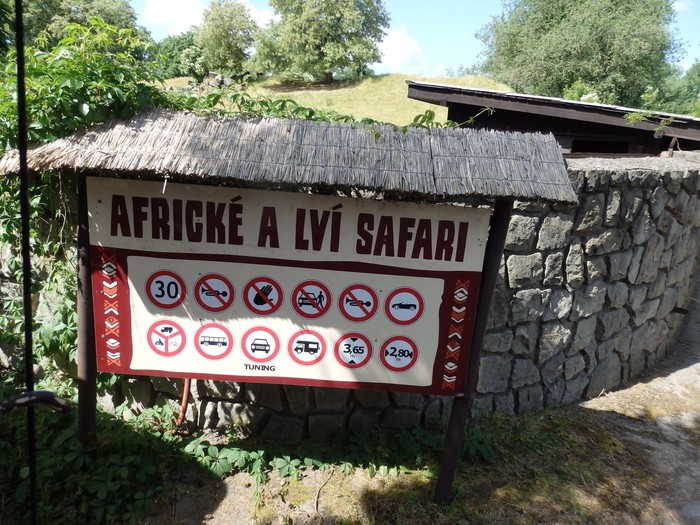 AFRICKÉ A LVÍ SAFARI
30
3,65
m
2,80
m
TUNING